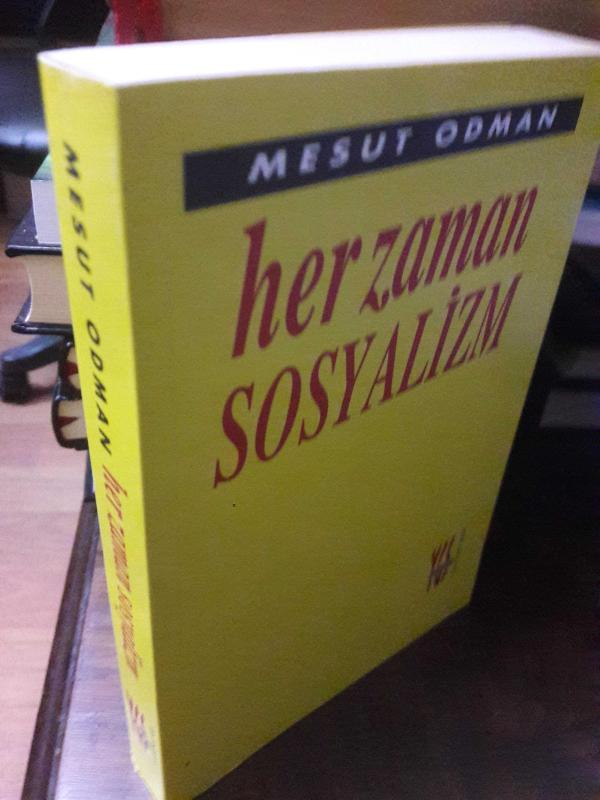 MESUT ODMAN
her zaman
SOSYALİZM
MESUT ODMAN her zaman sosyalizm